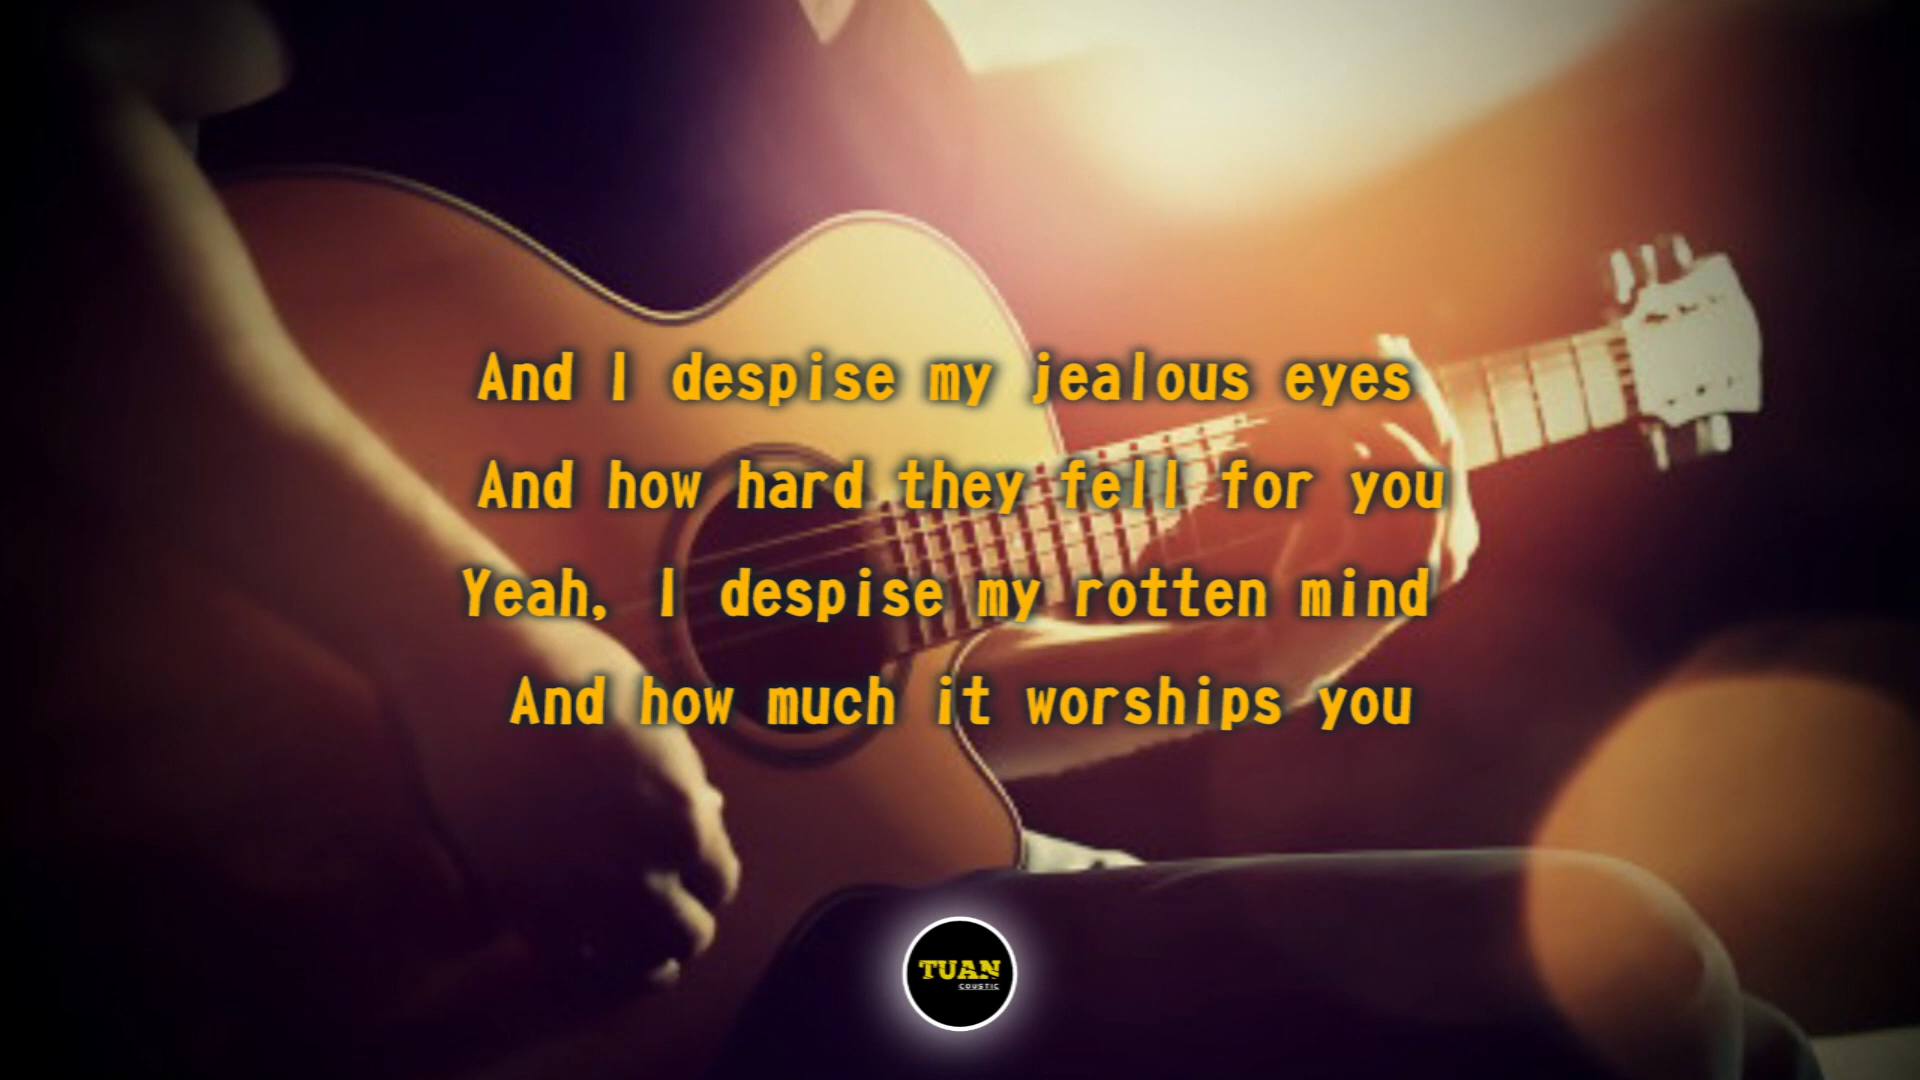 And I despise my jealous eyes
And how hard they fell for you
Yeah, I despise my rotten mind
And how much it worships you
TUAN
COUSTIC